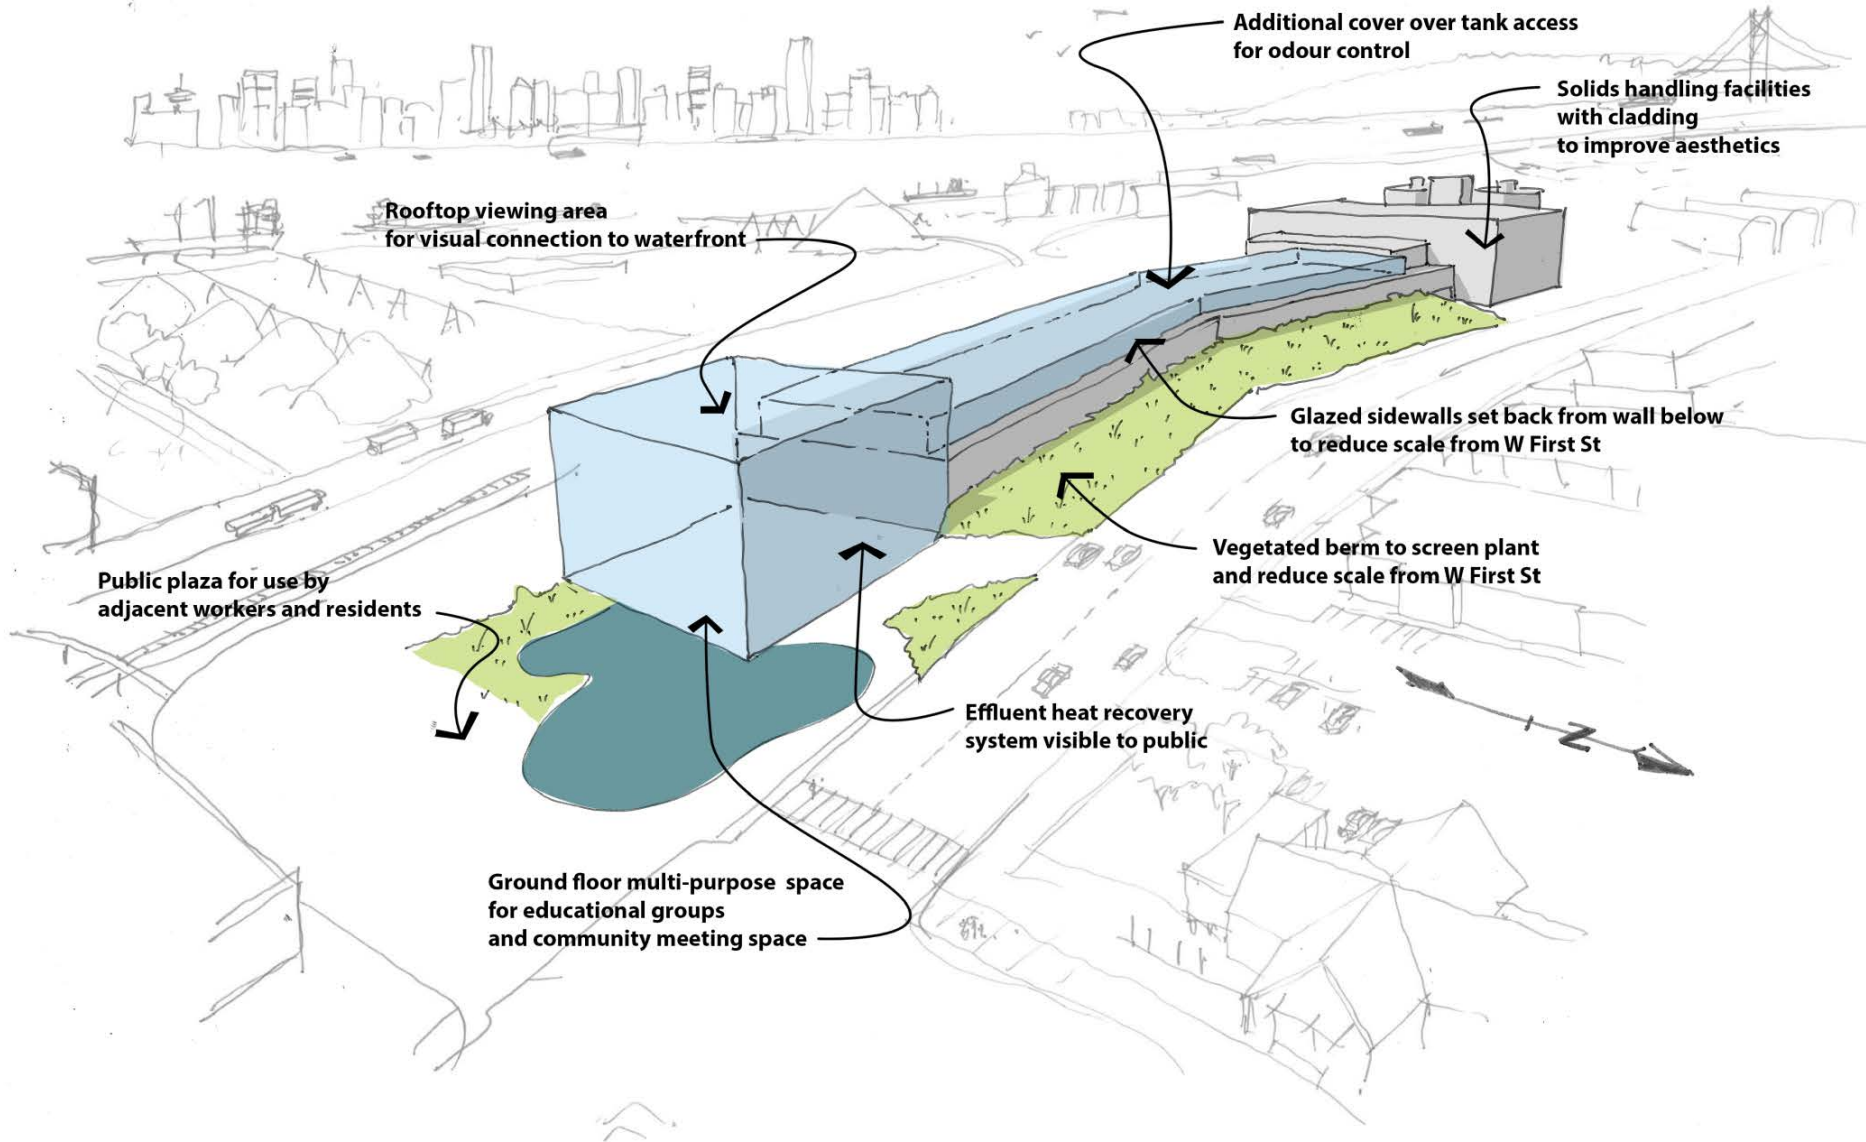 Additional cover over tank access
for odour control
Solids handling facilities
with cladding
to improve aesthetics
Rooftop viewing area
for visual connection to waterfront
Glazed sidewalls set back from wall below
to reduce scale from W First St
Vegetated berm to screen plant
and reduce scale from W First St
Public plaza for use by
adjacent workers and residents
Effluent heat recovery
system visible to public
N
Ground floor multi-purpose space
for educational groups
and community meeting space